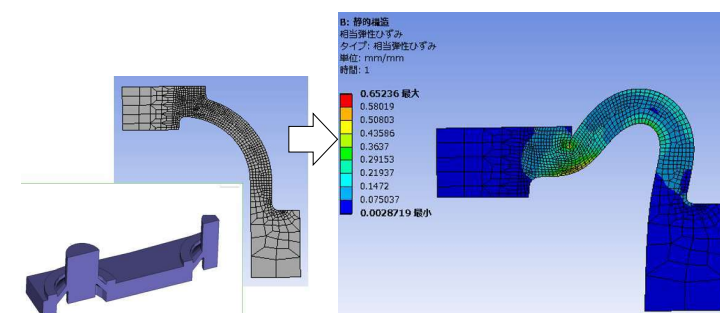 B: 静的構造
相当弾性ひずみ
タイプ: 相当弾性ひずみ
単位: mm/mm
時間: 1
0.65236 最大
0.58019
0.50803
0.43586
0.3637
0.29153
0.21937
0.1472
0.075037
0.0028719 最小